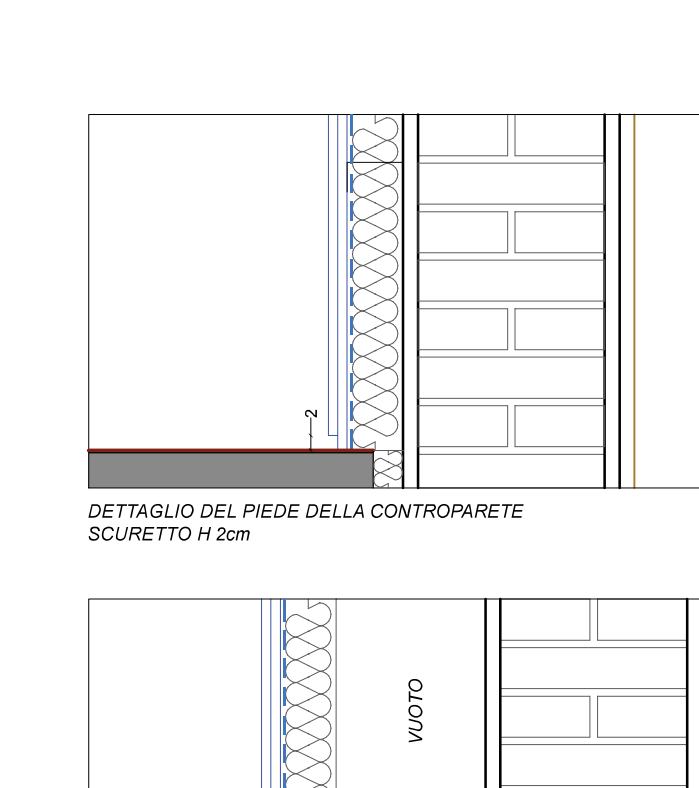 2
DETTAGLIO DEL PIEDE DELLA CONTROPARETE
SCURETTO H 2cm
VUOTO